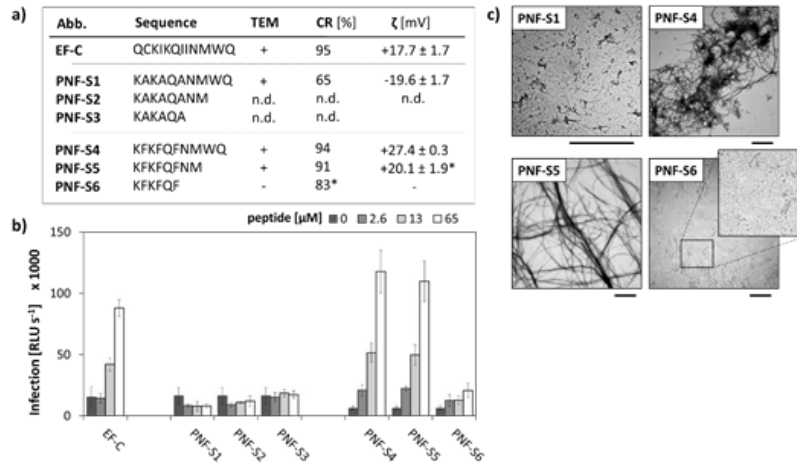 a)
Abb. Sequence TEM CR [%] ζ [mV]
EF-C QCKIKQIINMWQ + 95 +17.7 ± 1.7
PNF-S1 KAKAQANMWQ + 65 -19.6 ± 1.7
PNF-S2 KAKAQANM n.d. n.d. n.d.
PNF-S3 KAKAQA n.d. n.d.
PNF-S4 KFKFQFNMWQ + 94 +27.4 ± 0.3
PNF-S5 KFKFQFNM + 91 +20.1 ± 1.9*
PNF-S6 KFKFQF - 83* -
b)
peptide [µM] 0 2.6 13 65
Infection [RLU s⁻¹] x 1000
150
100
50
0
EF-C PNF-S1 PNF-S2 PNF-S3 PNF-S4 PNF-S5 PNF-S6
c)
PNF-S1 PNF-S4
PNF-S5 PNF-S6